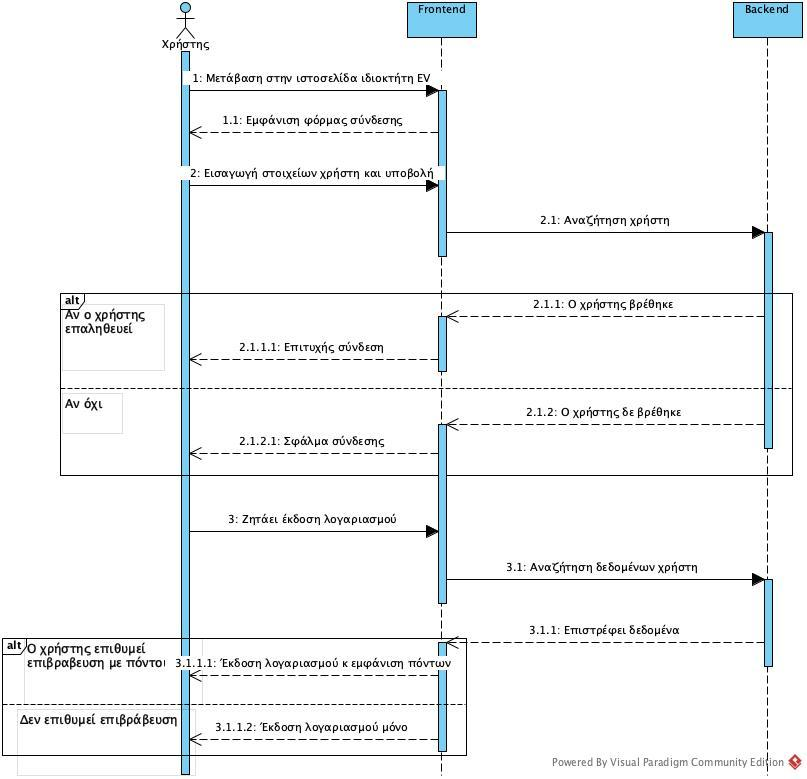 Frontend
Backend
Χρήστης
1: Μετάβαση στην ιστοσελίδα ιδιοκτήτη EV
1.1: Εμφάνιση φόρμας σύνδεσης
2: Εισαγωγή στοιχείων χρήστη και υποβολή
2.1: Αναζήτηση χρήστη
alt
Αν ο χρήστης
επαληθευεί
2.1.1: Ο χρήστης βρέθηκε
2.1.1.1: Επιτυχής σύνδεση
Αν όχι
2.1.2: Ο χρήστης δε βρέθηκε
2.1.2.1: Σφάλμα σύνδεσης
3: Ζητάει έκδοση λογαριασμού
3.1: Αναζήτηση δεδομένων χρήστη
3.1.1: Επιστρέφει δεδομένα
alt
Ο χρήστης επιθυμεί
επιβραβευση με πόντοι
3.1.1.1: Έκδοση λογαριασμού κ εμφάνιση πόντων
Δεν επιθυμεί επιβράβευση
3.1.1.2: Έκδοση λογαριασμού μόνο
Powered By Visual Paradigm Community Edition